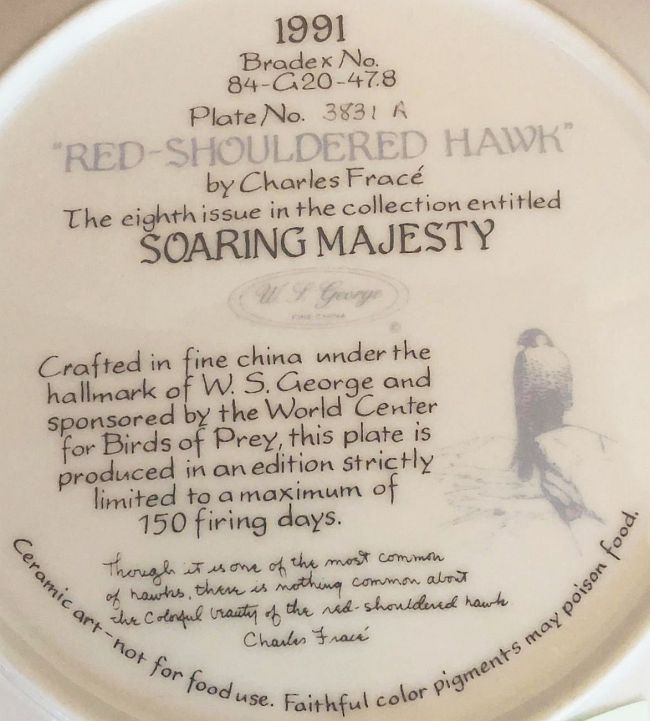 1991
Bradex No.
84-G20-47.8
Plate No. 3831 A
"RED-SHOULDERED HAWK"
by Charles Fracé
The eighth issue in the collection entitled
SOARING MAJESTY
W. S. George
FINE CHINA
®
Crafted in fine china under the
hallmark of W. S. George and
sponsored by the World Center
for Birds of Prey, this plate is
produced in an edition strictly
limited to a maximum of
150 firing days.
Though it is one of the most common
of hawks, there is nothing common about
the colorful beauty of the red-shouldered hawk
Charles Fracé
Ceramic art-not for food use. Faithful color pigments may poison food.